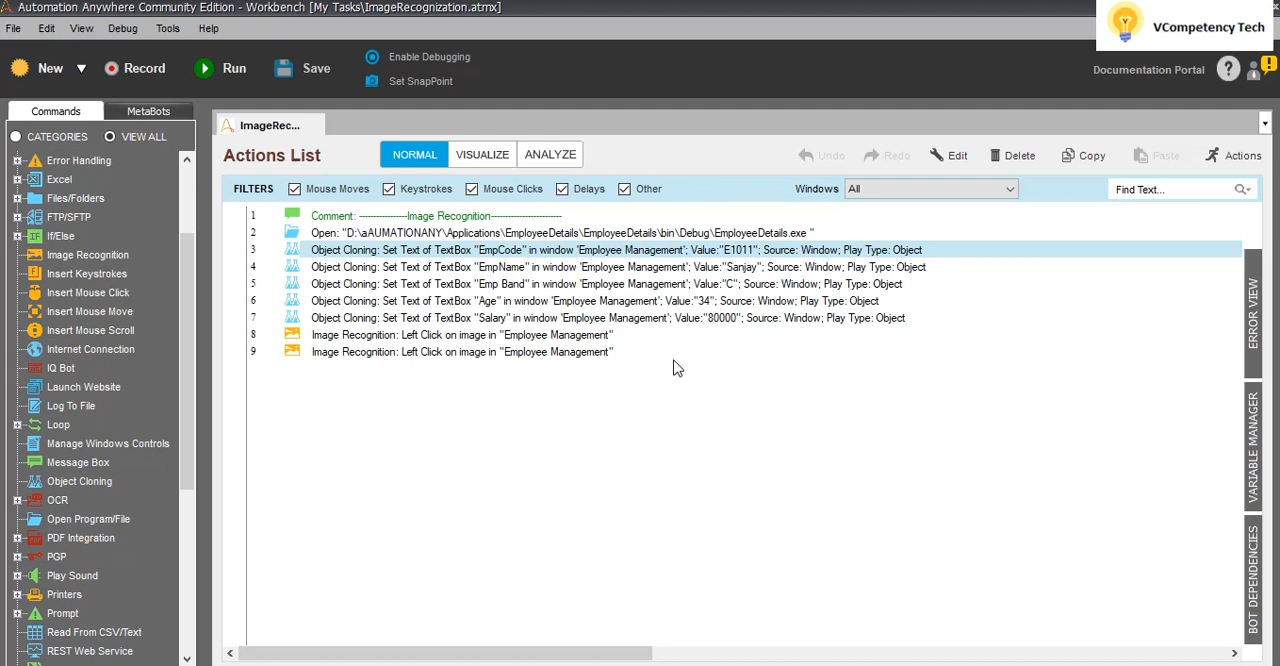 Automation Anywhere Community Edition - Workbench [My Tasks\ImageRecognization.atmx]
VCompetency Tech
File Edit View Debug Tools Help
New Record Run Save
Enable Debugging
Set SnapPoint
Documentation Portal
Commands MetaBots
CATEGORIES VIEW ALL
Error Handling
Excel
Files/Folders
FTP/SFTP
If/Else
Image Recognition
Insert Keystrokes
Insert Mouse Click
Insert Mouse Move
Insert Mouse Scroll
Internet Connection
IQ Bot
Launch Website
Log To File
Loop
Manage Windows Controls
Message Box
Object Cloning
OCR
Open Program/File
PDF Integration
PGP
Play Sound
Printers
Prompt
Read From CSV/Text
REST Web Service
ImageRec...
Actions List NORMAL VISUALIZE ANALYZE Undo Redo Edit Delete Copy Paste Actions
FILTERS Mouse Moves Keystrokes Mouse Clicks Delays Other Windows All Find Text...
1 Comment: ----------------Image Recognition-----------------------
2 Open: "D:\aAUMATIONANY\Applications\EmployeeDetails\EmployeeDetails\bin\Debug\EmployeeDetails.exe "
3 Object Cloning: Set Text of TextBox "EmpCode" in window 'Employee Management'; Value:"E1011"; Source: Window; Play Type: Object
4 Object Cloning: Set Text of TextBox "EmpName" in window 'Employee Management'; Value:"Sanjay"; Source: Window; Play Type: Object
5 Object Cloning: Set Text of TextBox "Emp Band" in window 'Employee Management'; Value:"C"; Source: Window; Play Type: Object
6 Object Cloning: Set Text of TextBox "Age" in window 'Employee Management'; Value:"34"; Source: Window; Play Type: Object
7 Object Cloning: Set Text of TextBox "Salary" in window 'Employee Management'; Value:"80000"; Source: Window; Play Type: Object
8 Image Recognition: Left Click on image in "Employee Management"
9 Image Recognition: Left Click on image in "Employee Management"
ERROR VIEW
VARIABLE MANAGER
BOT DEPENDENCIES